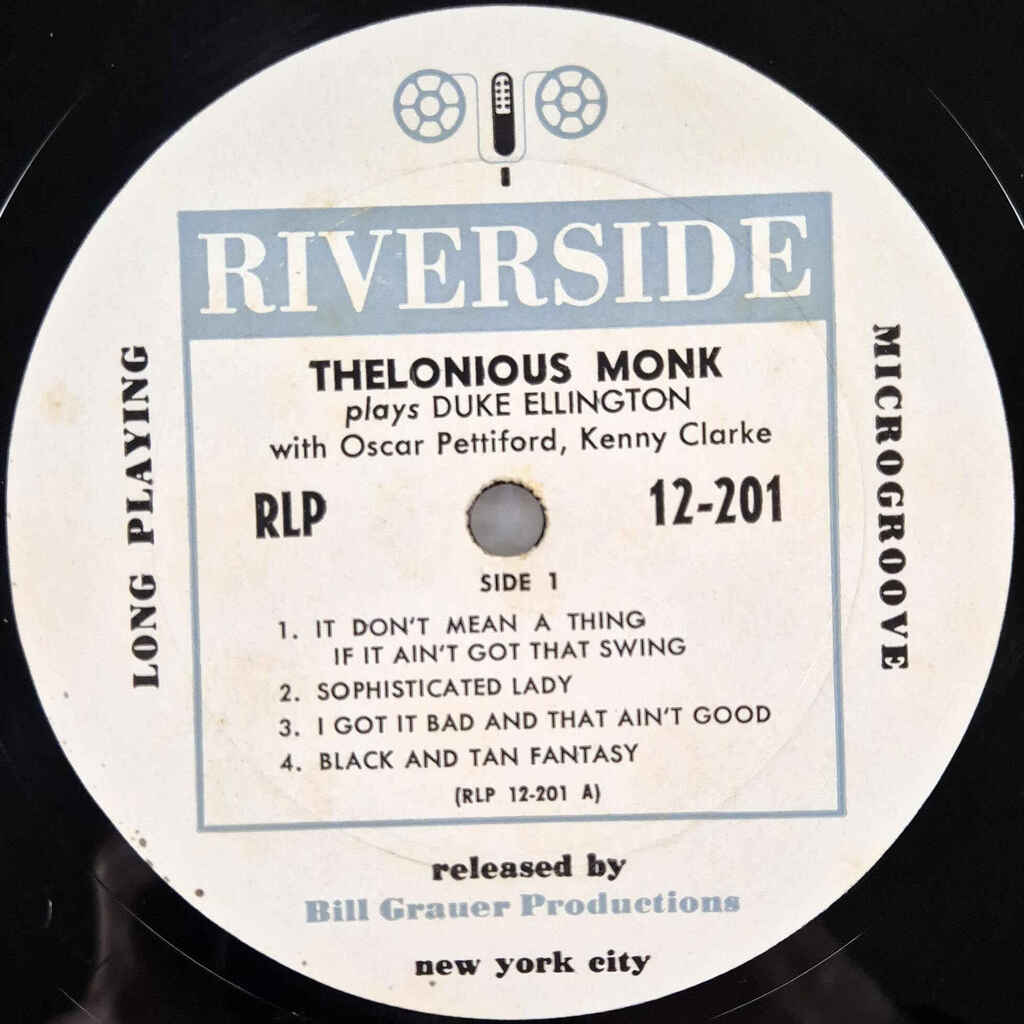 RIVERSIDE
THELONIOUS MONK
plays DUKE ELLINGTON
with Oscar Pettiford, Kenny Clarke
RLP 12-201
SIDE 1
1. IT DON'T MEAN A THING
IF IT AIN'T GOT THAT SWING
2. SOPHISTICATED LADY
3. I GOT IT BAD AND THAT AIN'T GOOD
4. BLACK AND TAN FANTASY
(RLP 12-201 A)
LONG PLAYING
MICROGROOVE
released by
Bill Grauer Productions
new york city